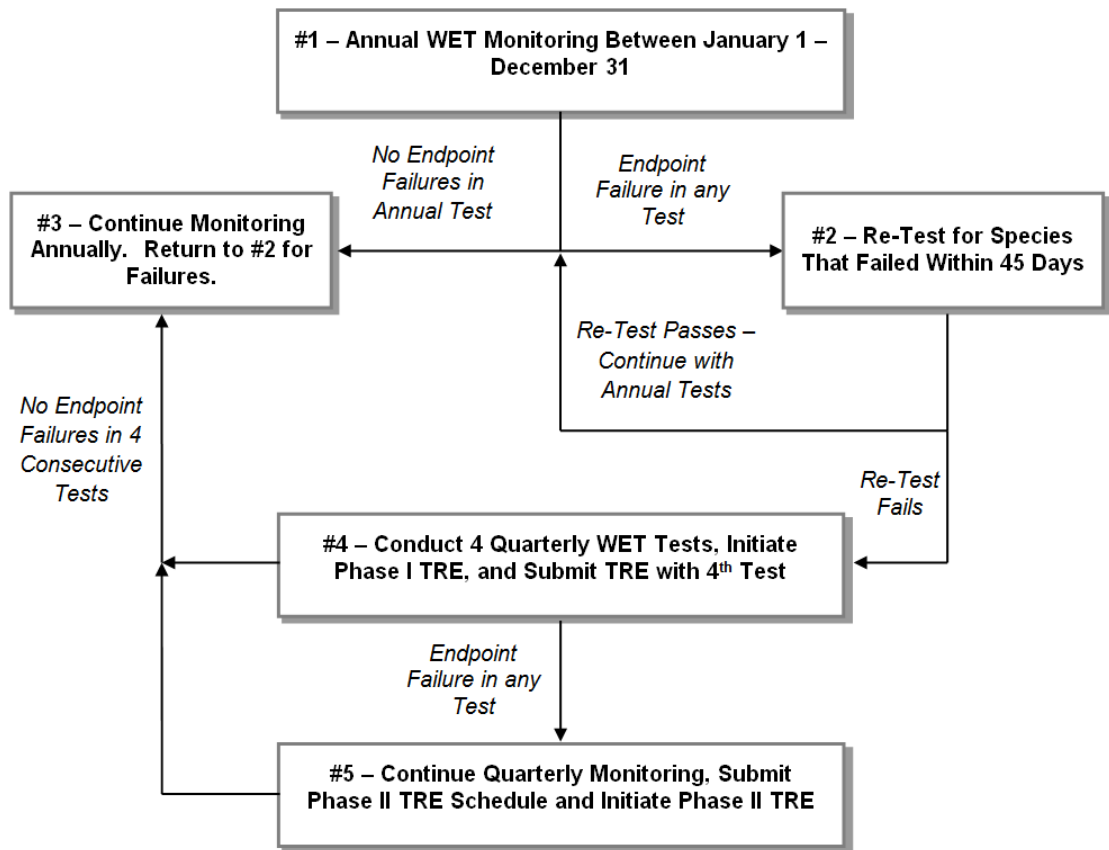 #1 – Annual WET Monitoring Between January 1 –
December 31
No Endpoint
Failures in
Annual Test
Endpoint
Failure in any
Test
#3 – Continue Monitoring
Annually.  Return to #2 for
Failures.
#2 – Re-Test for Species
That Failed Within 45 Days
Re-Test Passes –
Continue with
Annual Tests
No Endpoint
Failures in 4
Consecutive
Tests
Re-Test
Fails
#4 – Conduct 4 Quarterly WET Tests, Initiate
Phase I TRE, and Submit TRE with 4th Test
Endpoint
Failure in any
Test
#5 – Continue Quarterly Monitoring, Submit
Phase II TRE Schedule and Initiate Phase II TRE